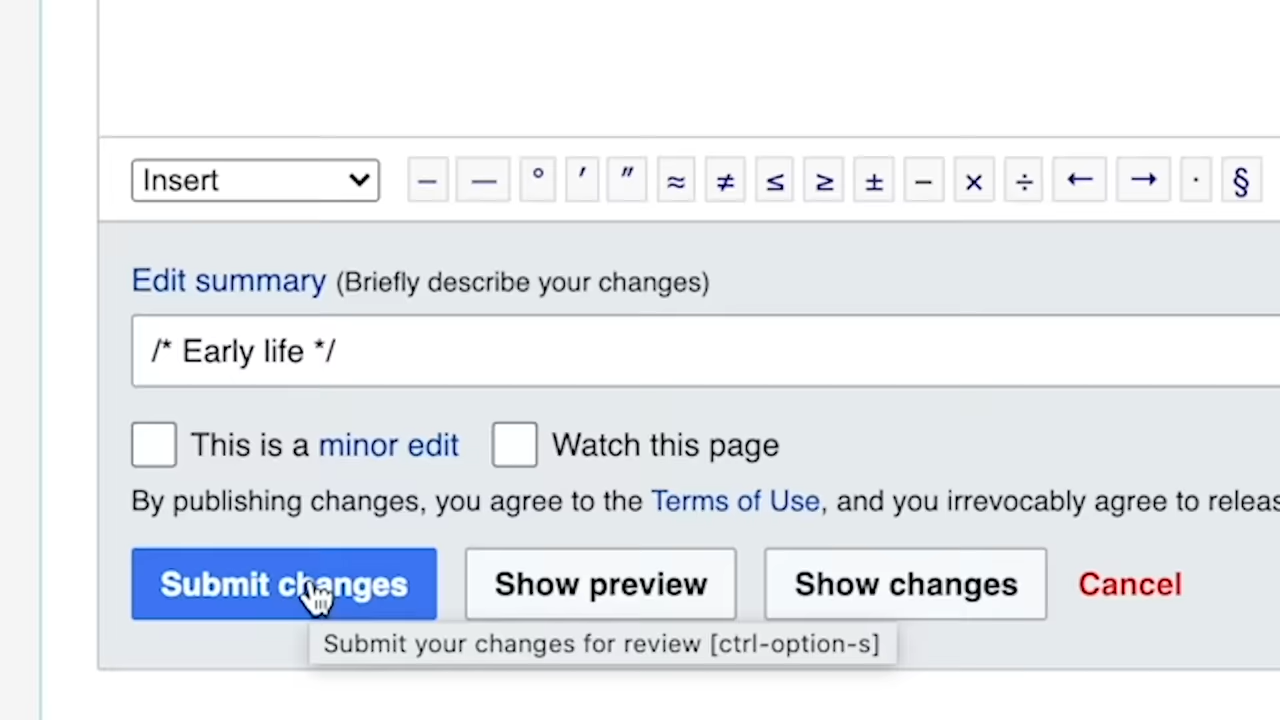 Insert – — ° ′ ″ ≈ ≠ ≤ ≥ ± − × ÷ ← → · §
Edit summary (Briefly describe your changes)
/* Early life */
This is a minor edit Watch this page
By publishing changes, you agree to the Terms of Use, and you irrevocably agree to releas
Submit changes Show preview Show changes Cancel
Submit your changes for review [ctrl-option-s]